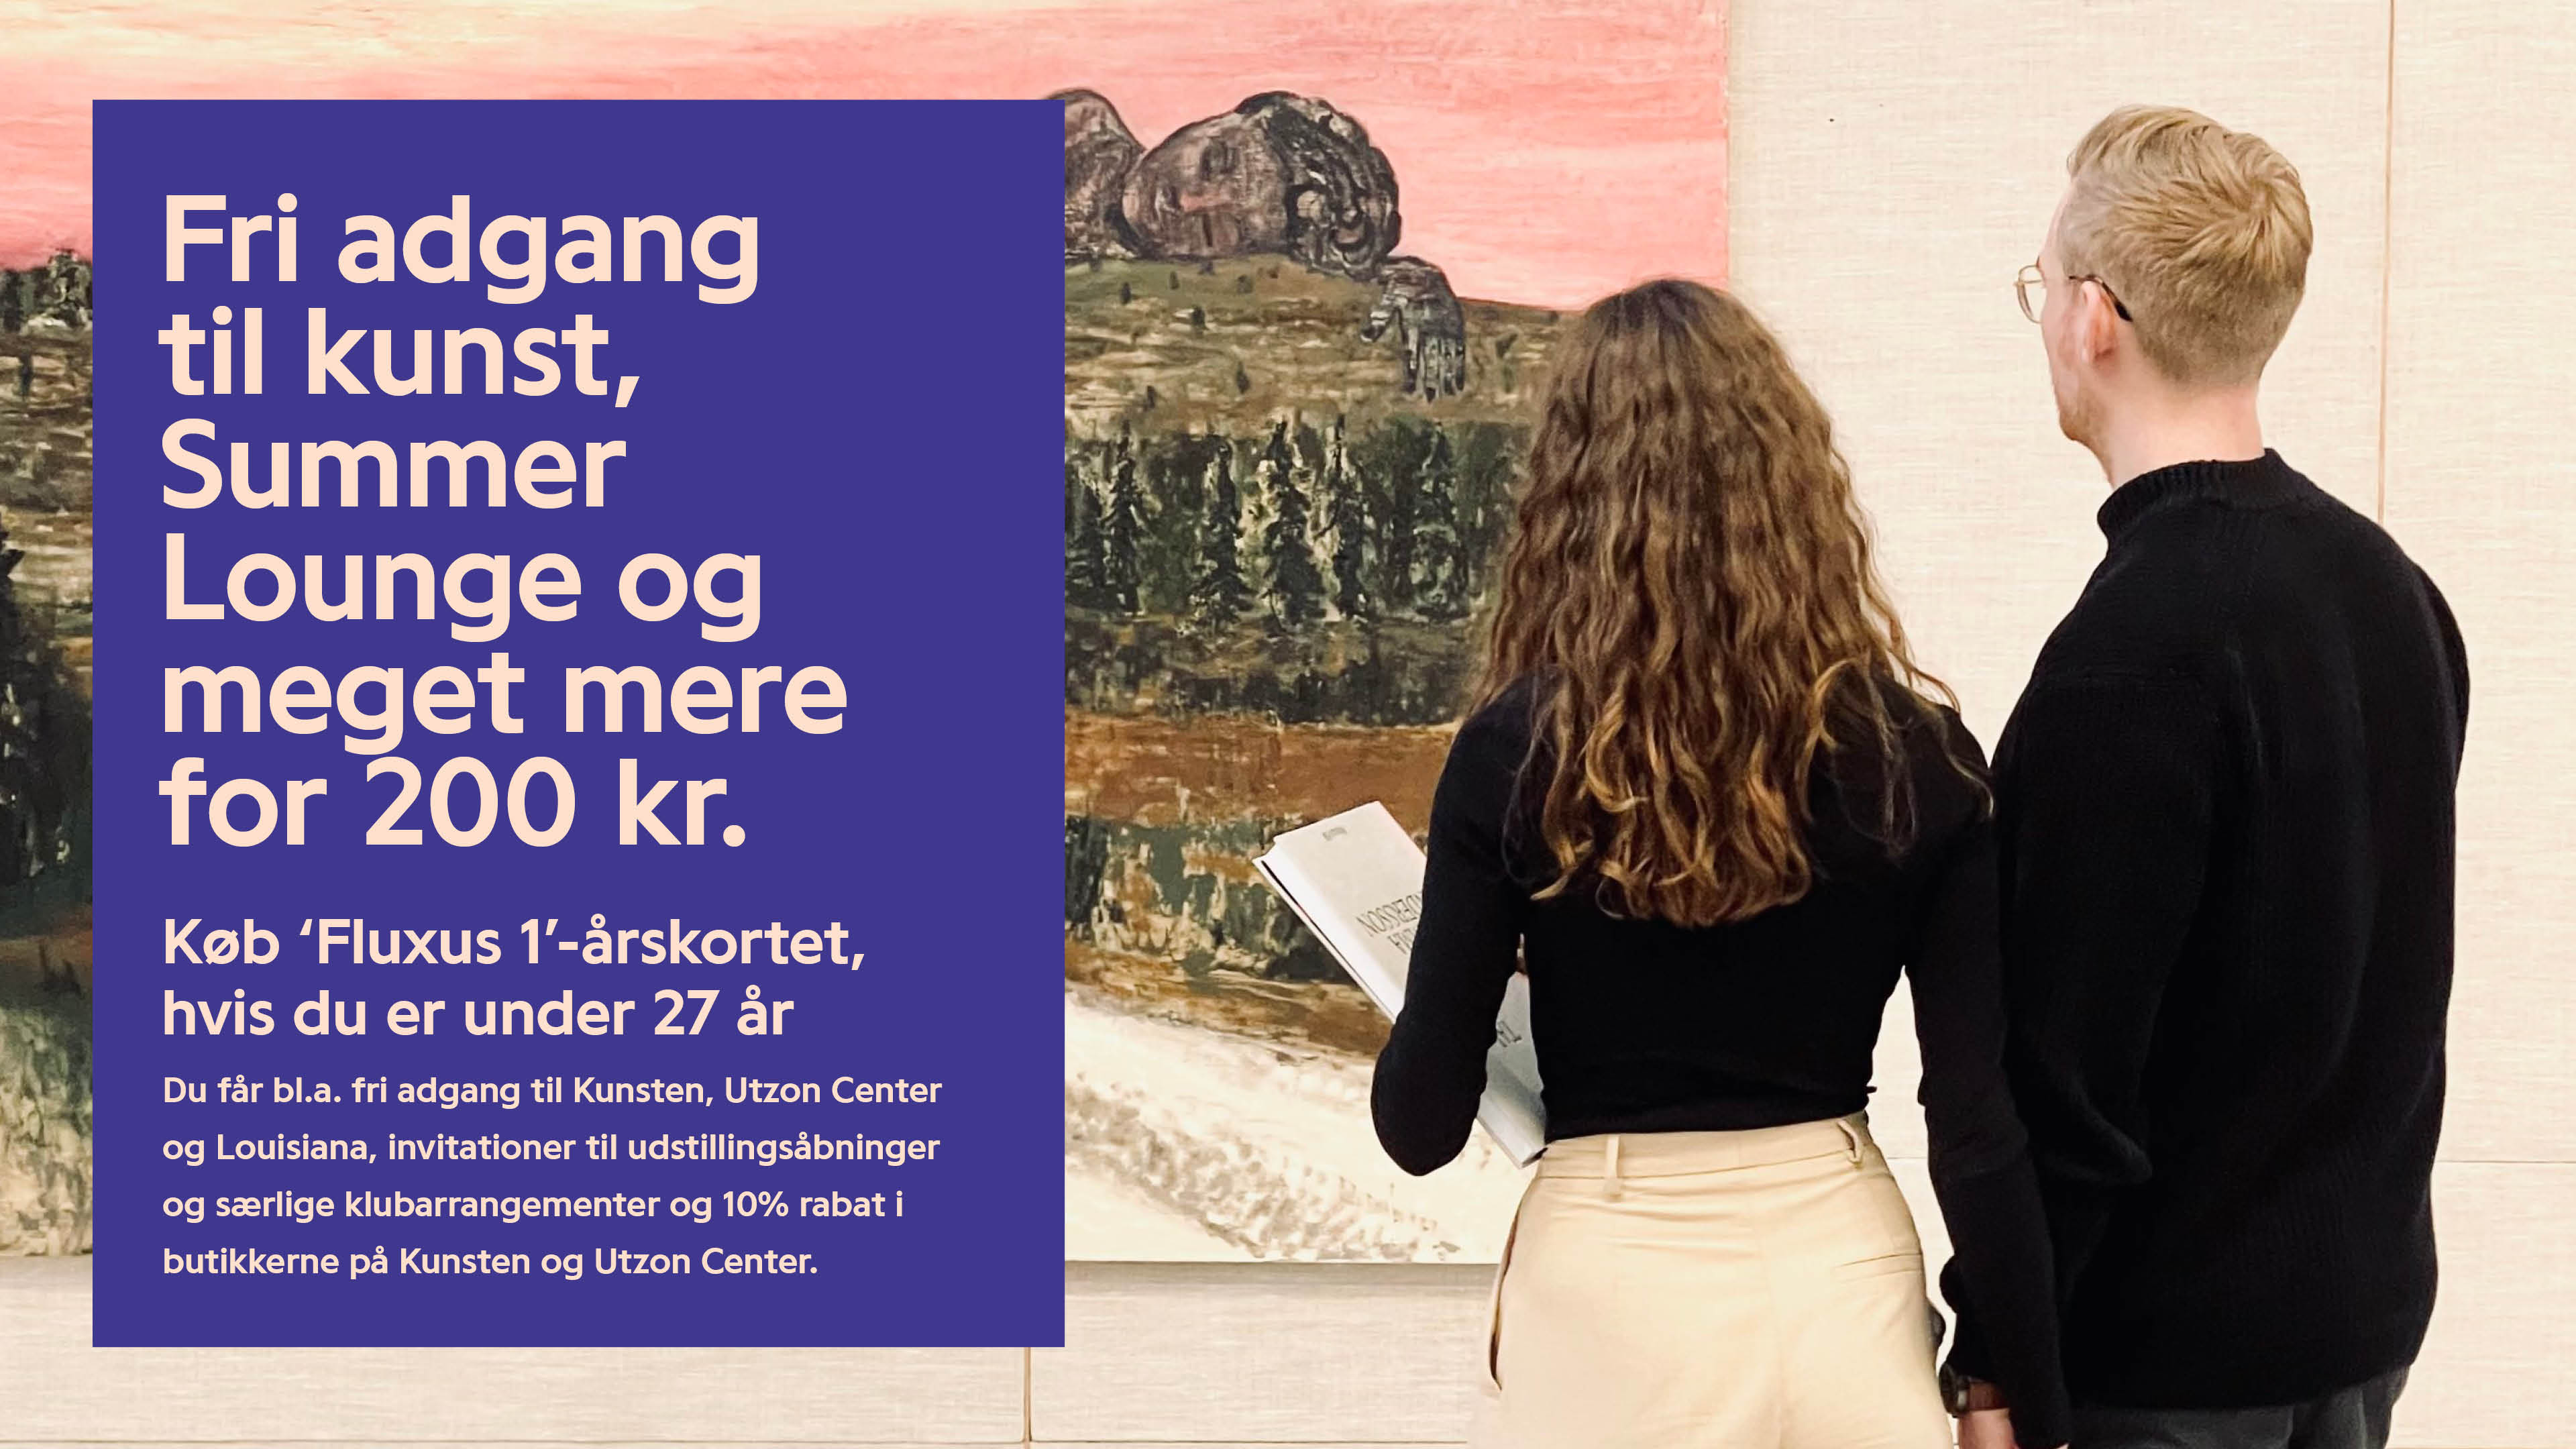 Fri adgang
til kunst,
Summer
Lounge og
meget mere
for 200 kr.
Køb ‘Fluxus 1’-årskortet,
hvis du er under 27 år
Du får bl.a. fri adgang til Kunsten, Utzon Center
og Louisiana, invitationer til udstillingsåbninger
og særlige klubarrangementer og 10% rabat i
butikkerne på Kunsten og Utzon Center.